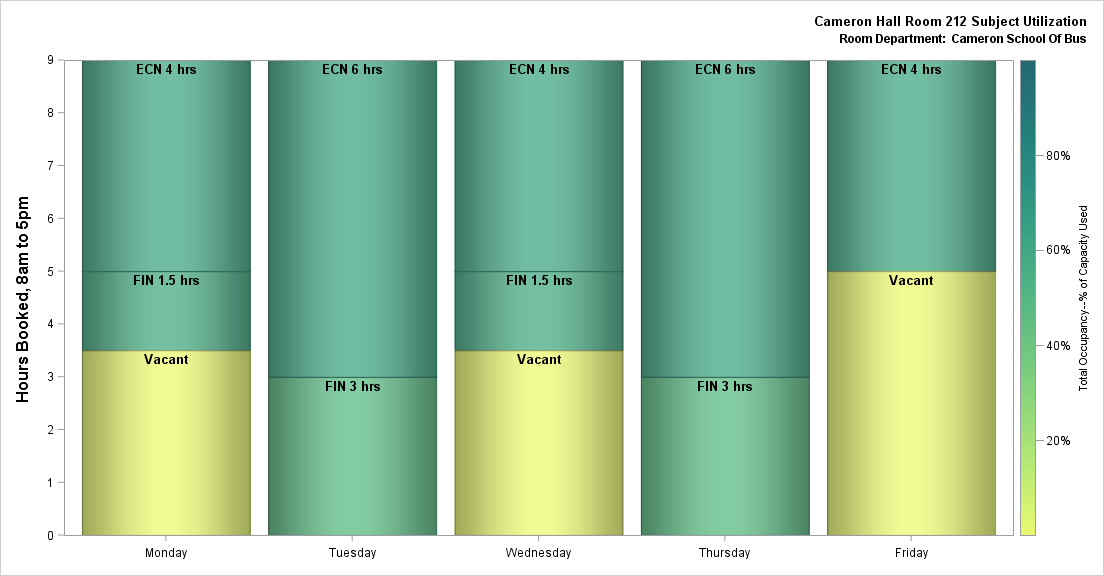 Cameron Hall Room 212 Subject Utilization
Room Department: Cameron School Of Bus
Hours Booked, 8am to 5pm
9
8
7
6
5
4
3
2
1
0
ECN 4 hrs
FIN 1.5 hrs
Vacant
ECN 6 hrs
FIN 3 hrs
ECN 4 hrs
FIN 1.5 hrs
Vacant
ECN 6 hrs
FIN 3 hrs
ECN 4 hrs
Vacant
Monday
Tuesday
Wednesday
Thursday
Friday
80%
60%
40%
20%
Total Occupancy--% of Capacity Used